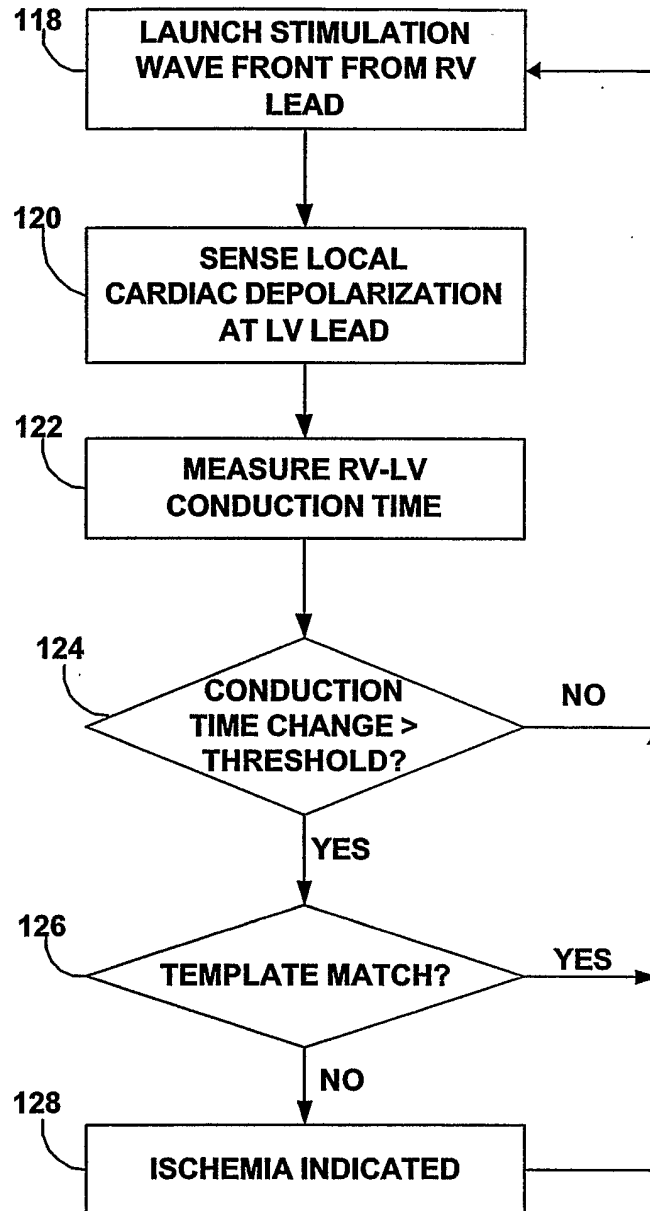 118
LAUNCH STIMULATION
WAVE FRONT FROM RV
LEAD
120
SENSE LOCAL
CARDIAC DEPOLARIZATION
AT LV LEAD
122
MEASURE RV-LV
CONDUCTION TIME
124
CONDUCTION
TIME CHANGE >
THRESHOLD?
NO
YES
126
TEMPLATE MATCH?
YES
NO
128
ISCHEMIA INDICATED